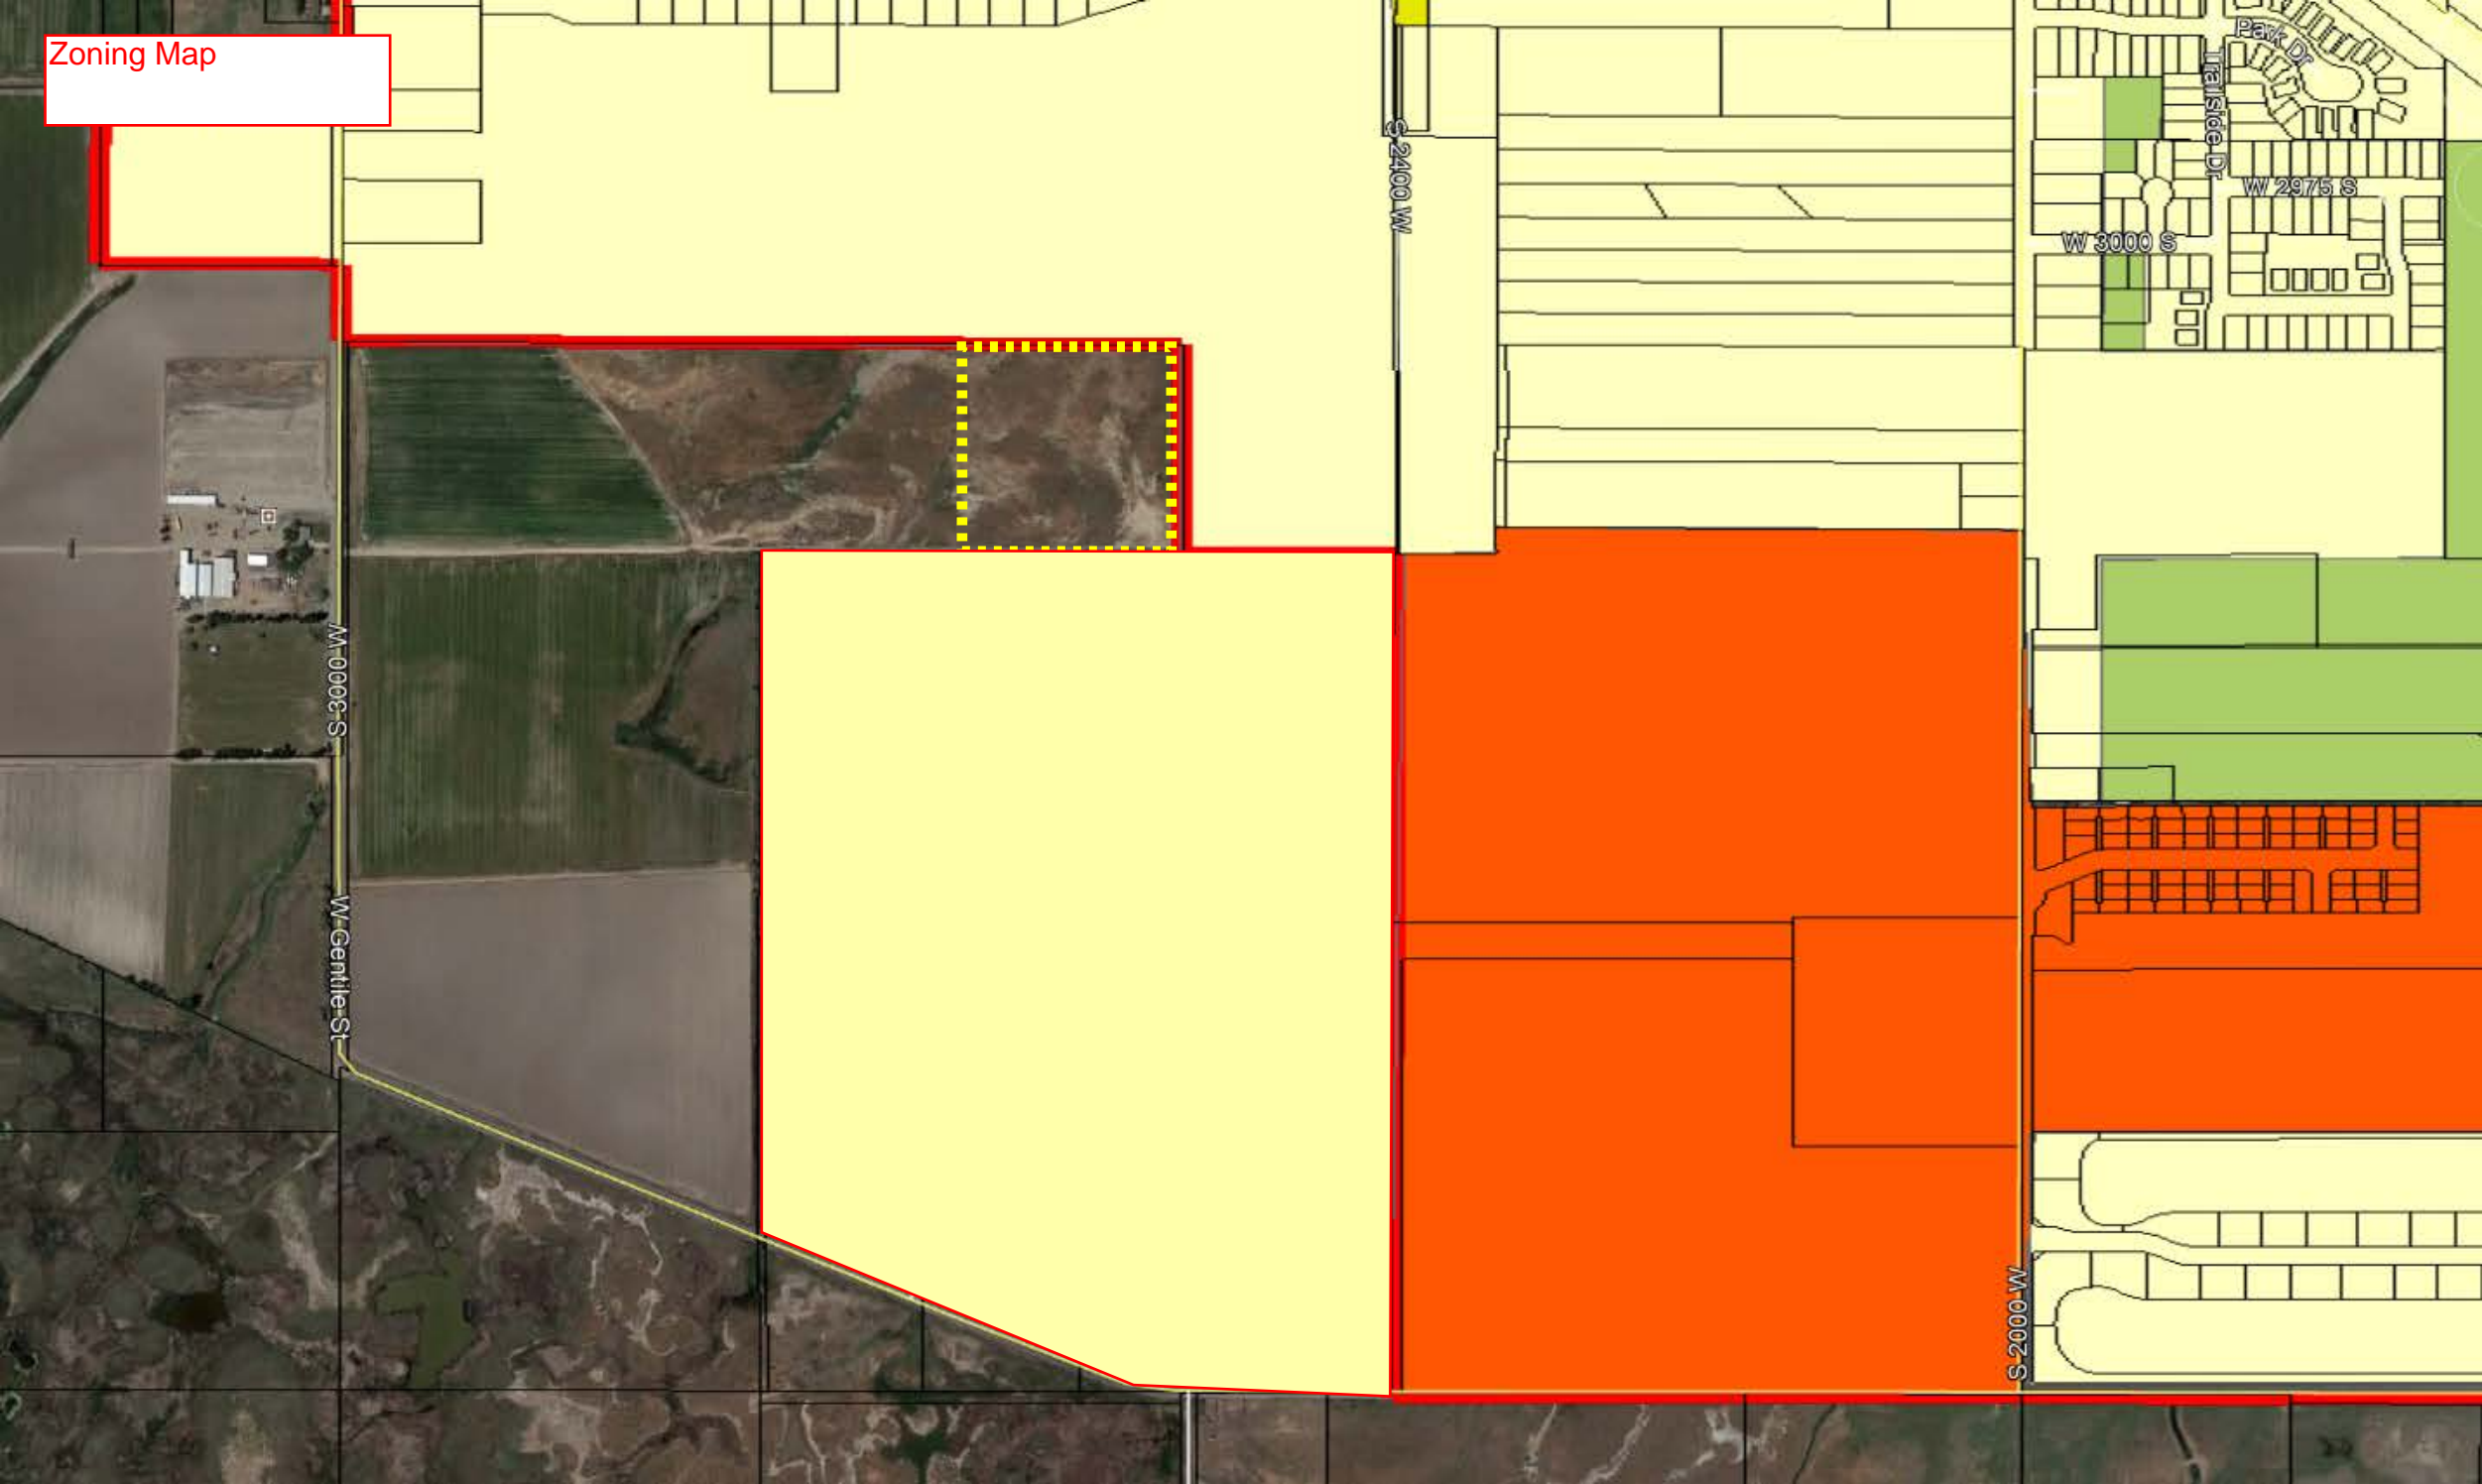 Zoning Map
Park Dr
Trailside Dr
S 2400 W
W 2975 S
W 3000 S
S 3000 W
W Gentile St
S 2000 W